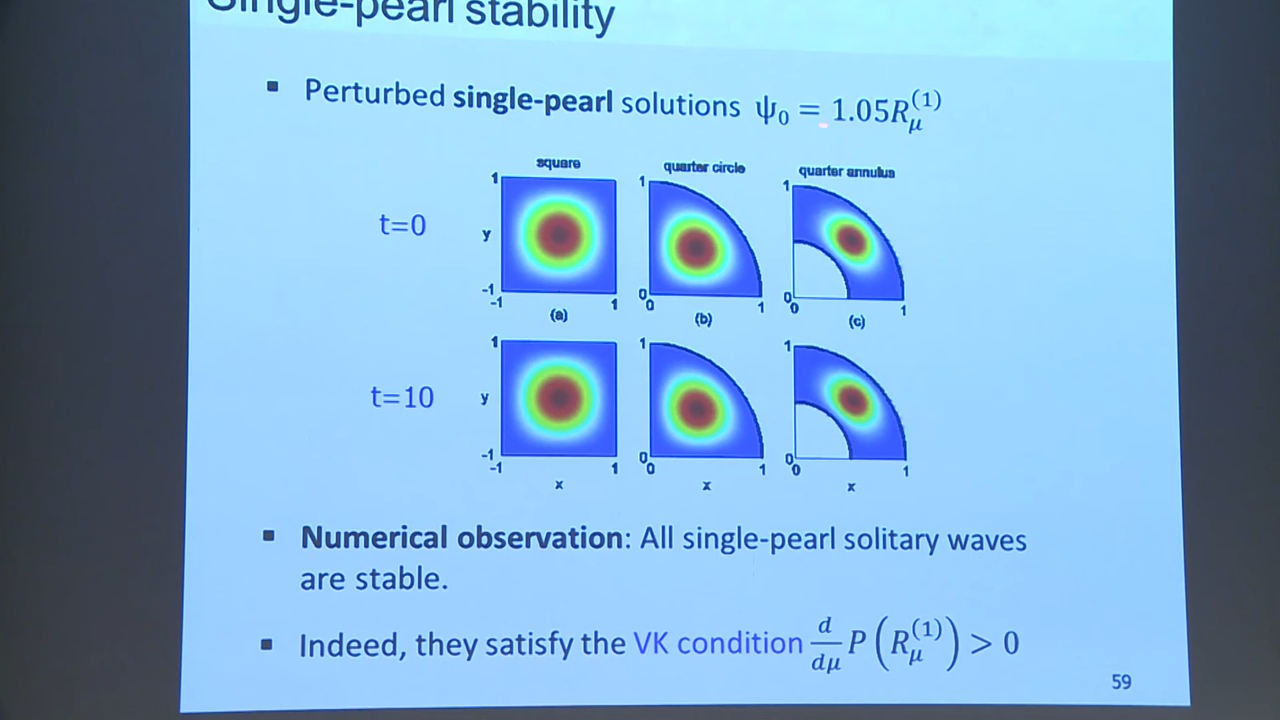 Single-pearl stability
▪ Perturbed single-pearl solutions ψ₀ = 1.05R_μ^(1)
square quarter circle quarter annulus
t=0
1 y -1 -1 1
1 0 0 1
1 0 0 1
(a) (b) (c)
t=10
1 y -1 -1 1
1 0 0 1
1 0 0 1
x x x
▪ Numerical observation: All single-pearl solitary waves
are stable.
▪ Indeed, they satisfy the VK condition d/dμ P(R_μ^(1)) > 0
59